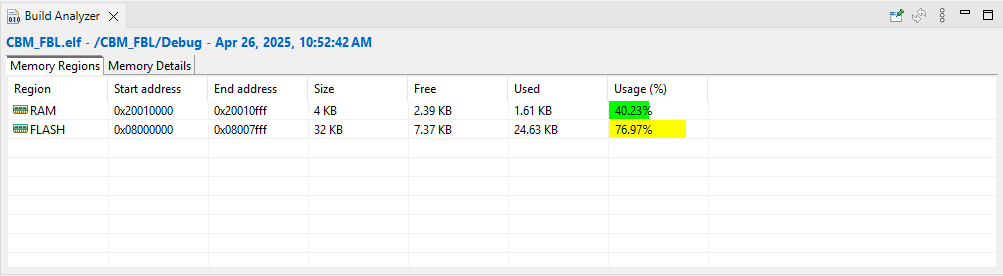 Build Analyzer
CBM_FBL.elf - /CBM_FBL/Debug - Apr 26, 2025, 10:52:42 AM
Memory Regions Memory Details
Region Start address End address Size Free Used Usage (%)
RAM 0x20010000 0x20010fff 4 KB 2.39 KB 1.61 KB 40.23%
FLASH 0x08000000 0x08007fff 32 KB 7.37 KB 24.63 KB 76.97%